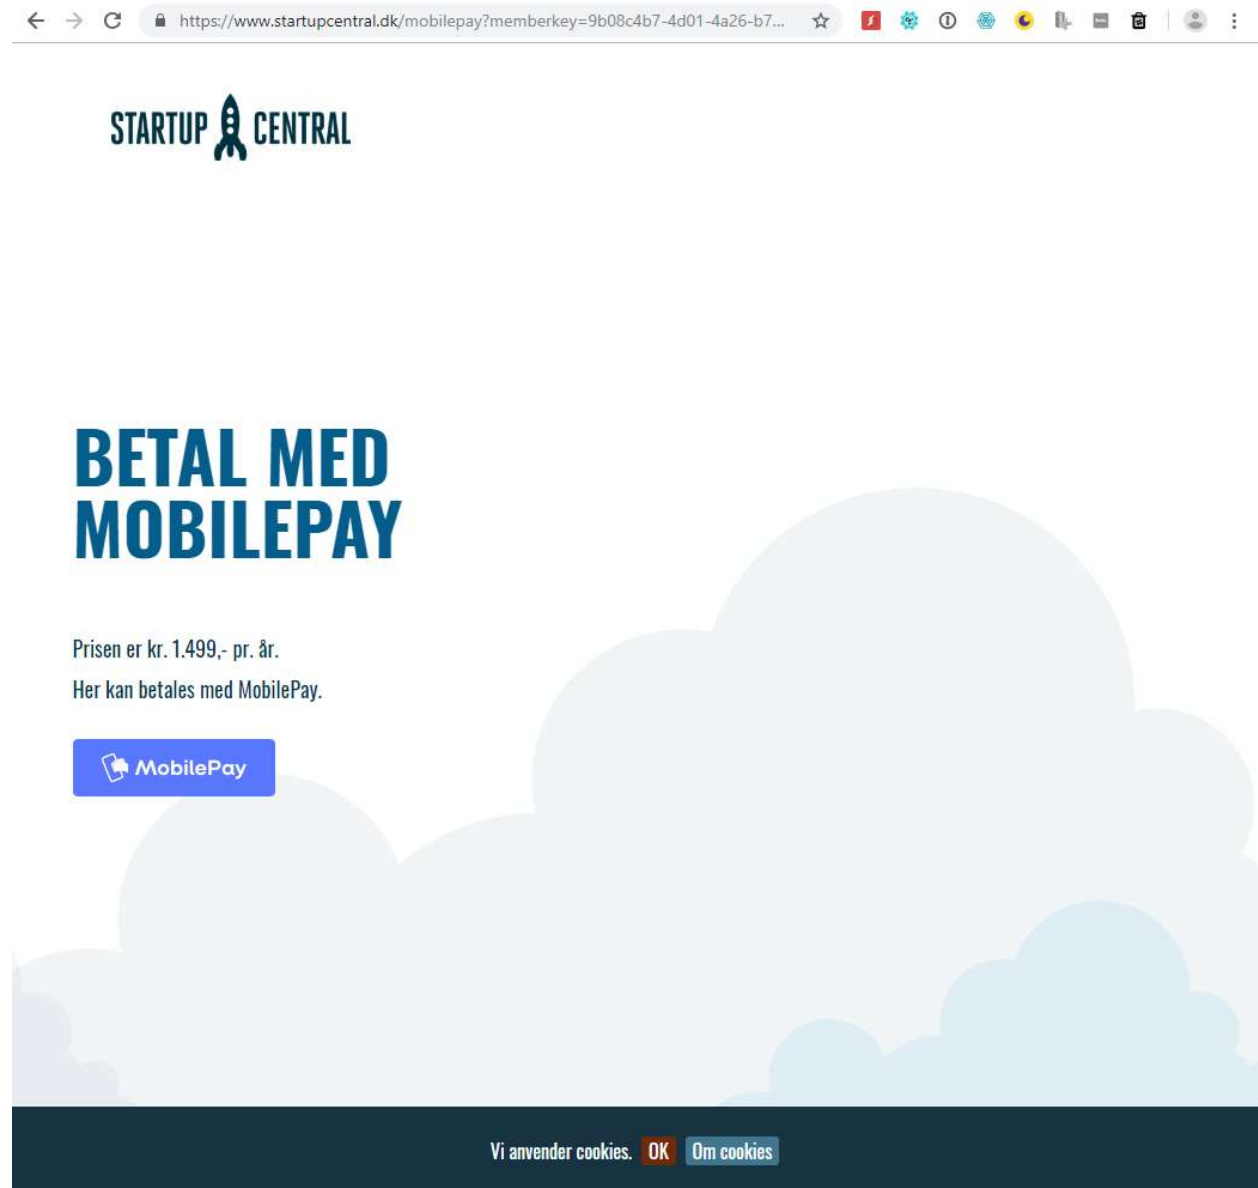 https://www.startupcentral.dk/mobilepay?memberkey=9b08c4b7-4d01-4a26-b7...
STARTUP CENTRAL
BETAL MED
MOBILEPAY
Prisen er kr. 1.499,- pr. år.
Her kan betales med MobilePay.
MobilePay
Vi anvender cookies. OK Om cookies